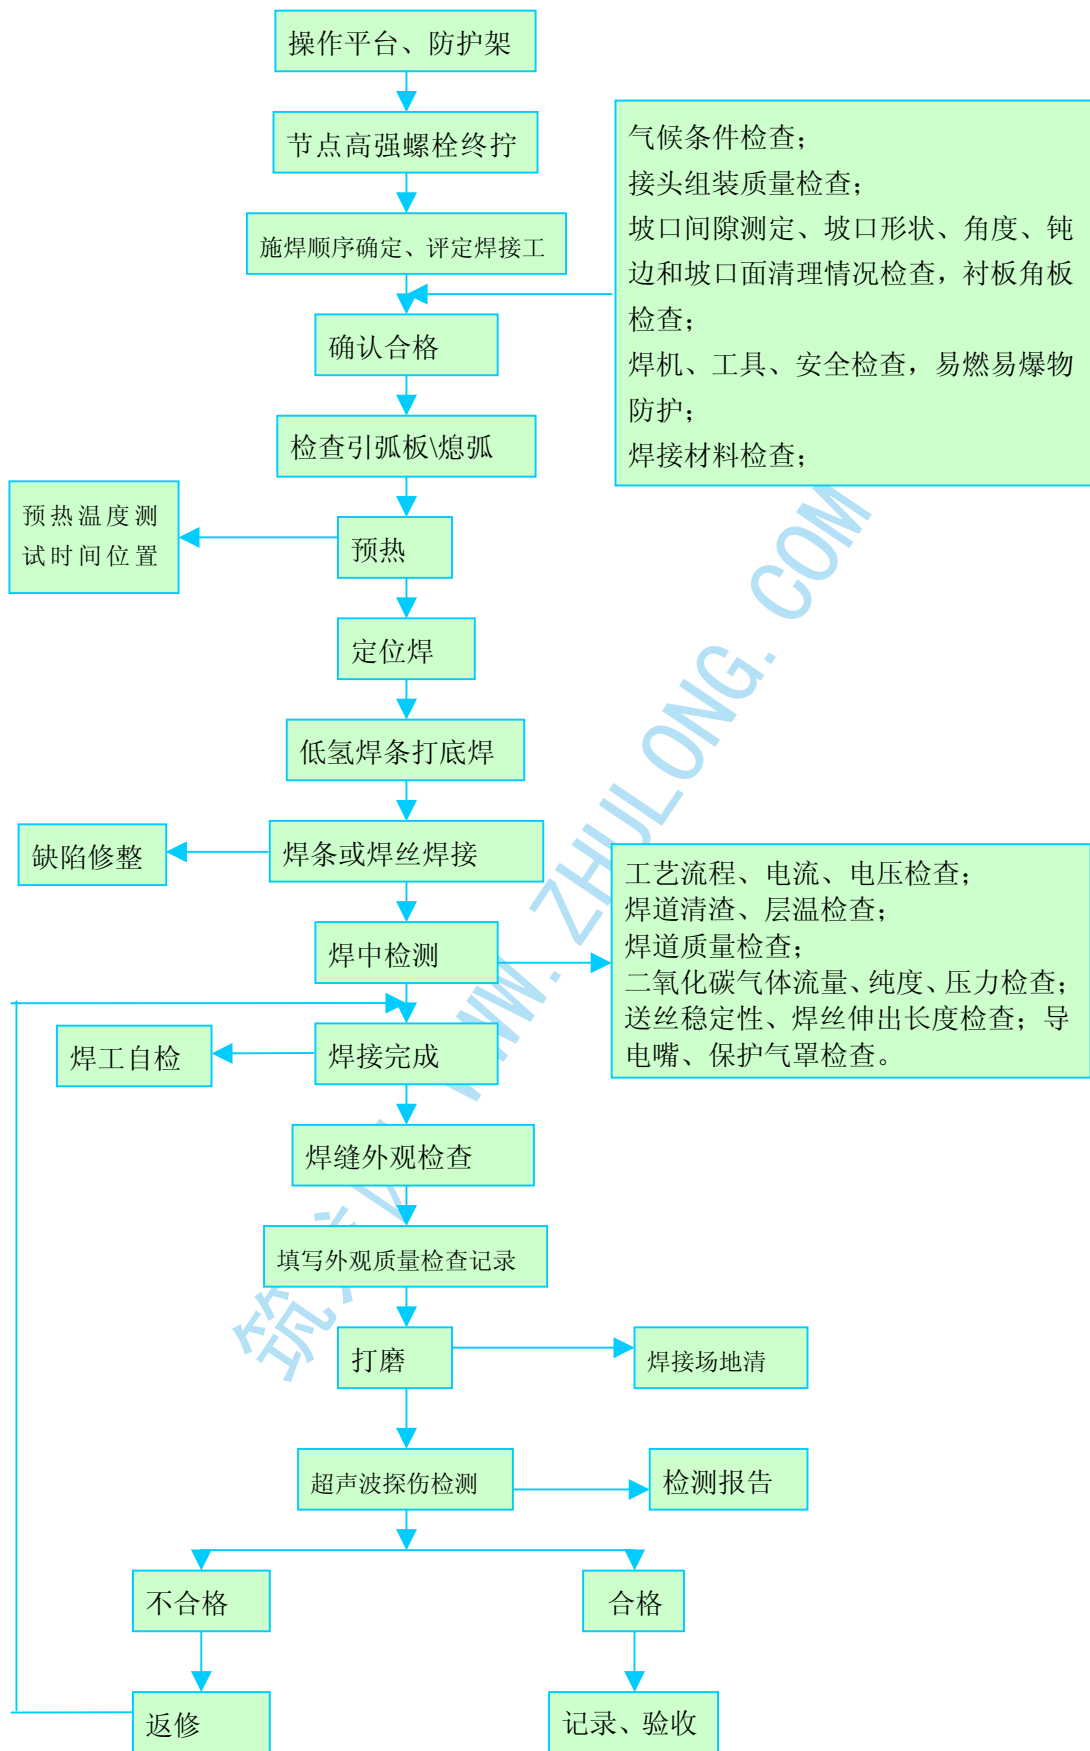 操作平台、防护架
节点高强螺栓终拧
气候条件检查；
接头组装质量检查；
坡口间隙测定、坡口形状、角度、钝
边和坡口面清理情况检查，衬板角板
检查；
焊机、工具、安全检查，易燃易爆物
防护；
焊接材料检查；
施焊顺序确定、评定焊接工
确认合格
检查引弧板\熄弧
预热温度测
试时间位置
预热
定位焊
低氢焊条打底焊
缺陷修整
焊条或焊丝焊接
工艺流程、电流、电压检查；
焊道清渣、层温检查；
焊道质量检查；
二氧化碳气体流量、纯度、压力检查；
送丝稳定性、焊丝伸出长度检查；导
电嘴、保护气罩检查。
焊中检测
焊工自检
焊接完成
焊缝外观检查
填写外观质量检查记录
打磨
焊接场地清
超声波探伤检测
检测报告
不合格
合格
返修
记录、验收